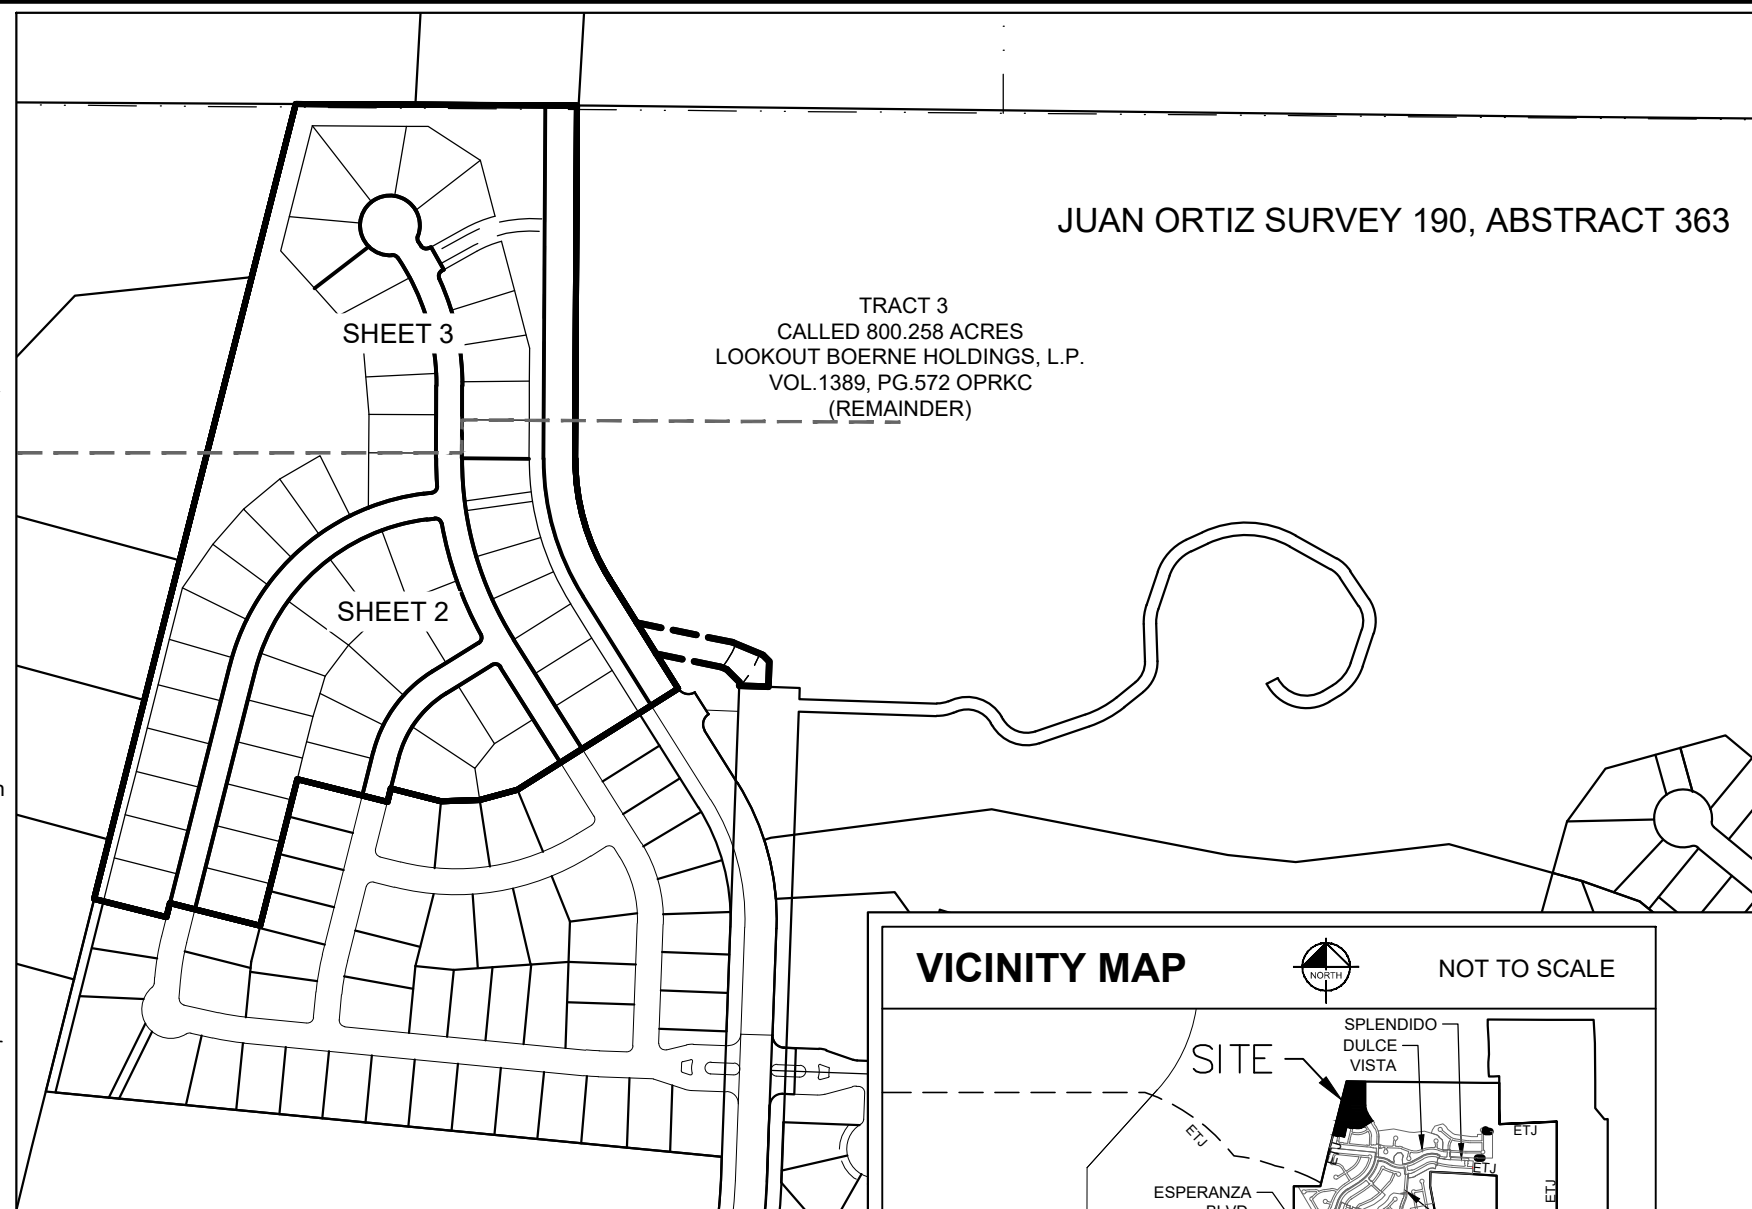 JUAN ORTIZ SURVEY 190, ABSTRACT 363
TRACT 3
CALLED 800.258 ACRES
LOOKOUT BOERNE HOLDINGS, L.P.
VOL.1389, PG.572 OPRKC
(REMAINDER)
SHEET 3
SHEET 2
VICINITY MAP
NORTH
NOT TO SCALE
SPLENDIDO
DULCE
VISTA
SITE
ETJ
ETJ
ETJ
ETJ
ESPERANZA
BLVD